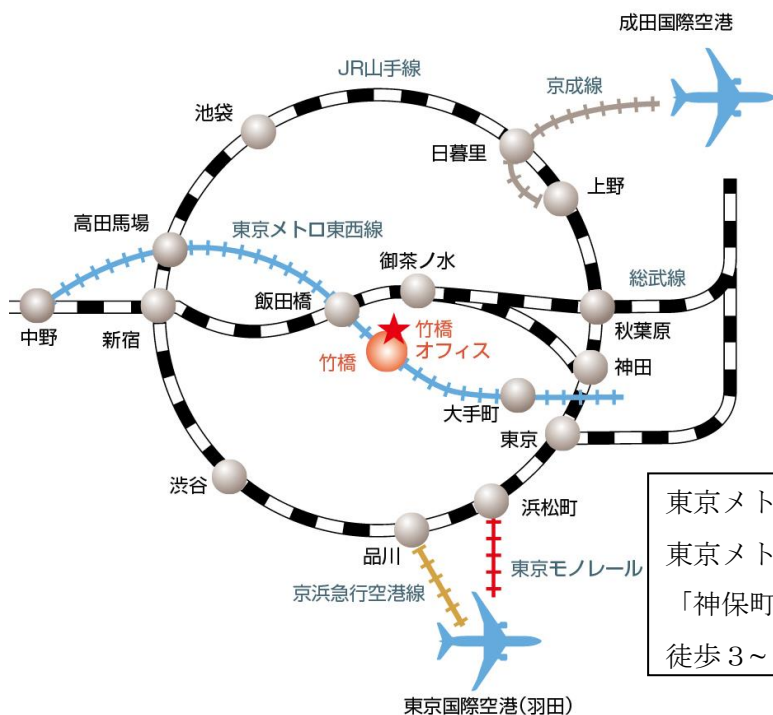 成田国際空港
JR山手線
京成線
池袋
日暮里
上野
高田馬場
東京メトロ東西線
御茶ノ水
総武線
飯田橋
中野
新宿
秋葉原
竹橋
オフィス
竹橋
神田
大手町
東京
渋谷
浜松町
品川
東京モノレール
京浜急行空港線
東京国際空港(羽田)
東京メト
東京メト
「神保町
徒歩3~